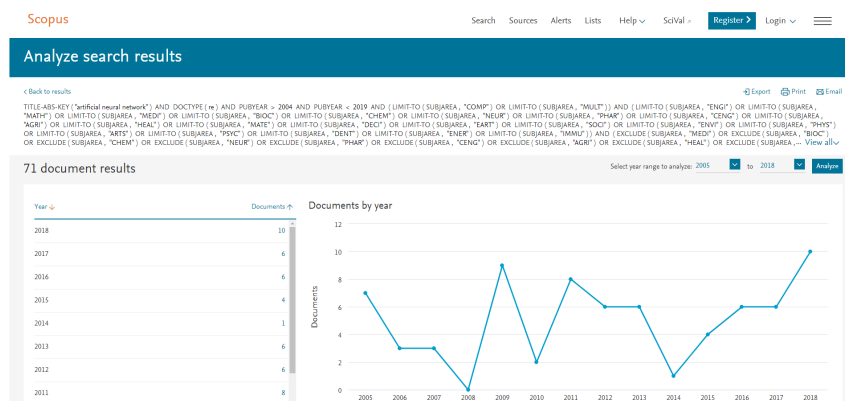 Scopus
Search Sources Alerts Lists Help SciVal Register Login
Analyze search results
< Back to results
Export Print Email
TITLE-ABS-KEY ( "artificial neural network" ) AND DOCTYPE ( re ) AND PUBYEAR > 2004 AND PUBYEAR < 2019 AND ( LIMIT-TO ( SUBJAREA , "COMP" ) OR LIMIT-TO ( SUBJAREA , "MULT" ) ) AND ( LIMIT-TO ( SUBJAREA , "ENGI" ) OR LIMIT-TO ( SUBJAREA ,
"MATH" ) OR LIMIT-TO ( SUBJAREA , "MEDI" ) OR LIMIT-TO ( SUBJAREA , "BIOC" ) OR LIMIT-TO ( SUBJAREA , "CHEM" ) OR LIMIT-TO ( SUBJAREA , "NEUR" ) OR LIMIT-TO ( SUBJAREA , "PHAR" ) OR LIMIT-TO ( SUBJAREA , "CENG" ) OR LIMIT-TO ( SUBJAREA ,
"AGRI" ) OR LIMIT-TO ( SUBJAREA , "HEAL" ) OR LIMIT-TO ( SUBJAREA , "MATE" ) OR LIMIT-TO ( SUBJAREA , "DECI" ) OR LIMIT-TO ( SUBJAREA , "EART" ) OR LIMIT-TO ( SUBJAREA , "SOCI" ) OR LIMIT-TO ( SUBJAREA , "ENVI" ) OR LIMIT-TO ( SUBJAREA , "PHYS" )
OR LIMIT-TO ( SUBJAREA , "ARTS" ) OR LIMIT-TO ( SUBJAREA , "PSYC" ) OR LIMIT-TO ( SUBJAREA , "DENT" ) OR LIMIT-TO ( SUBJAREA , "ENER" ) OR LIMIT-TO ( SUBJAREA , "IMMU" ) ) AND ( EXCLUDE ( SUBJAREA , "MEDI" ) OR EXCLUDE ( SUBJAREA , "BIOC" )
OR EXCLUDE ( SUBJAREA , "CHEM" ) OR EXCLUDE ( SUBJAREA , "NEUR" ) OR EXCLUDE ( SUBJAREA , "PHAR" ) OR EXCLUDE ( SUBJAREA , "CENG" ) OR EXCLUDE ( SUBJAREA , "AGRI" ) OR EXCLUDE ( SUBJAREA , "HEAL" ) OR EXCLUDE ( SUBJAREA , ... View all
71 document results
Select year range to analyze: 2005 to 2018 Analyze
Year Documents
2018 10
2017 6
2016 6
2015 4
2014 1
2013 6
2012 6
2011 8
Documents by year
Documents
12
10
8
6
4
2
0
2005 2006 2007 2008 2009 2010 2011 2012 2013 2014 2015 2016 2017 2018